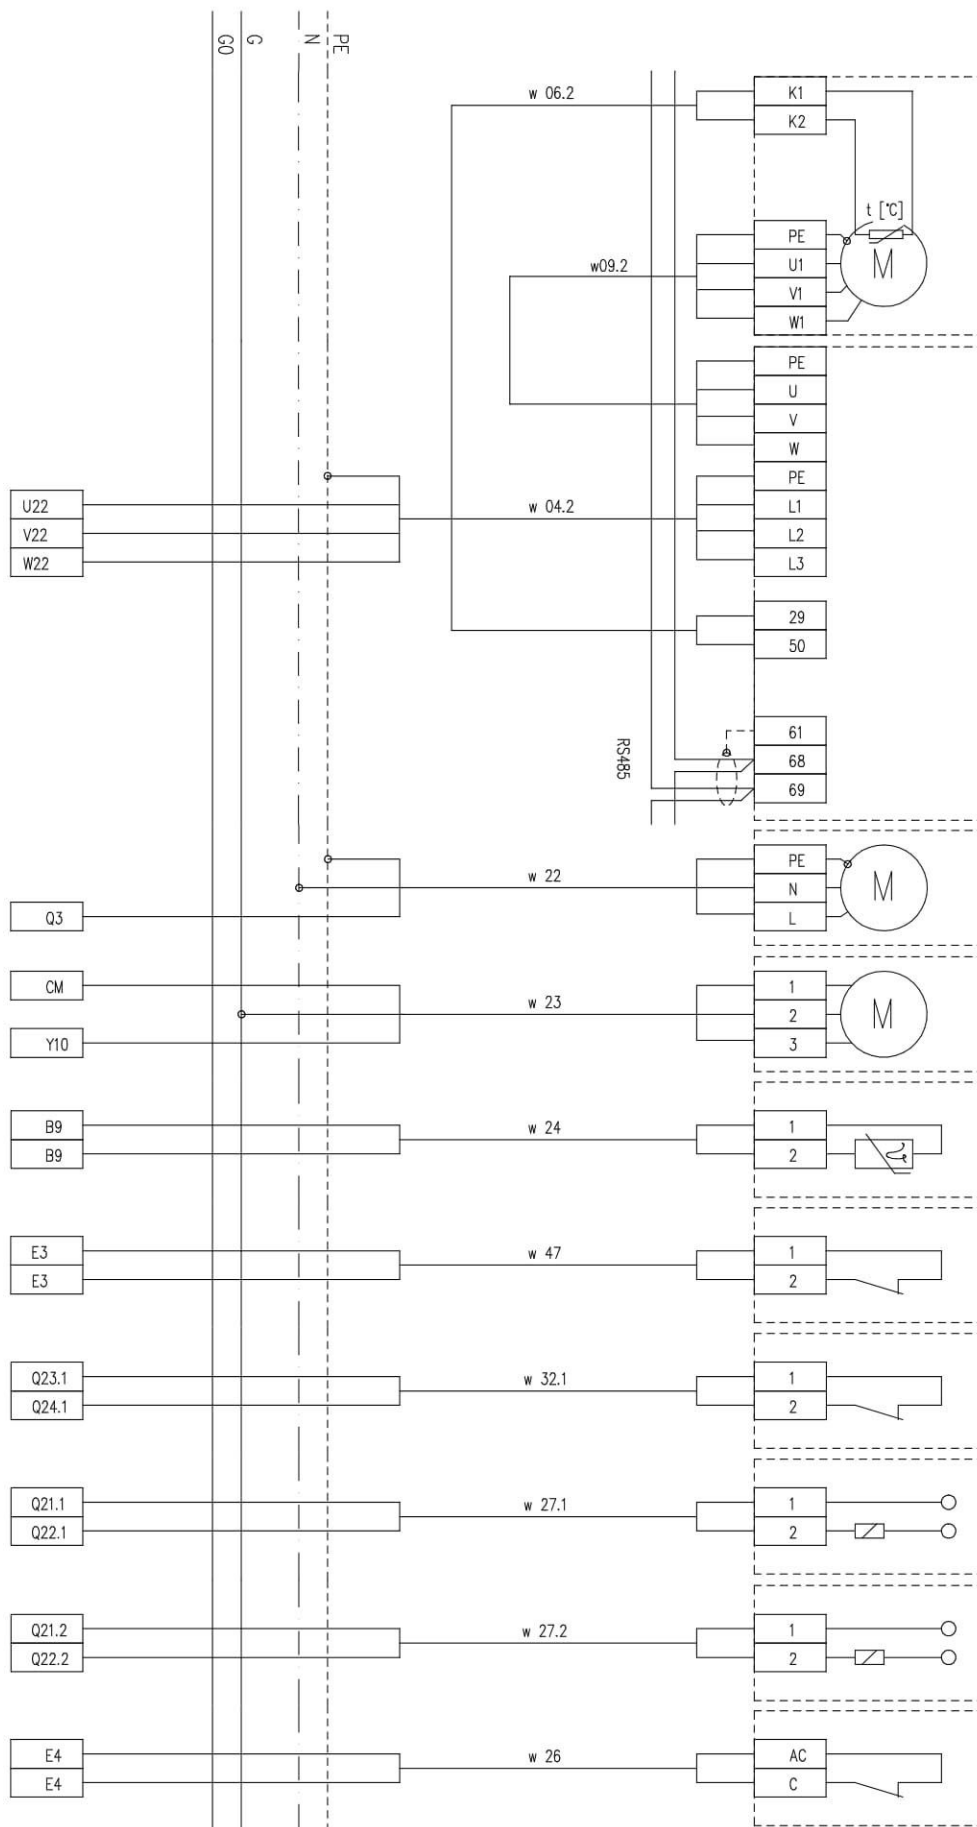 G0
G
N
PE
w 06.2
K1
K2
t [°C]
M
w09.2
PE
U1
V1
W1
PE
U
V
W
U22
V22
W22
w 04.2
PE
L1
L2
L3
29
50
RS485
61
68
69
Q3
w 22
PE
N
L
M
CM
Y10
w 23
1
2
3
M
B9
B9
w 24
1
2
E3
E3
w 47
1
2
Q23.1
Q24.1
w 32.1
1
2
Q21.1
Q22.1
w 27.1
1
2
Q21.2
Q22.2
w 27.2
1
2
E4
E4
w 26
AC
C